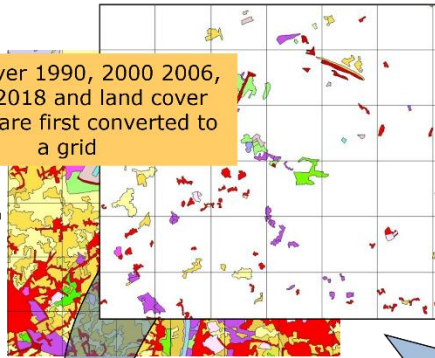 ver 1990, 2000 2006,
2018 and land cover
are first converted to
a grid